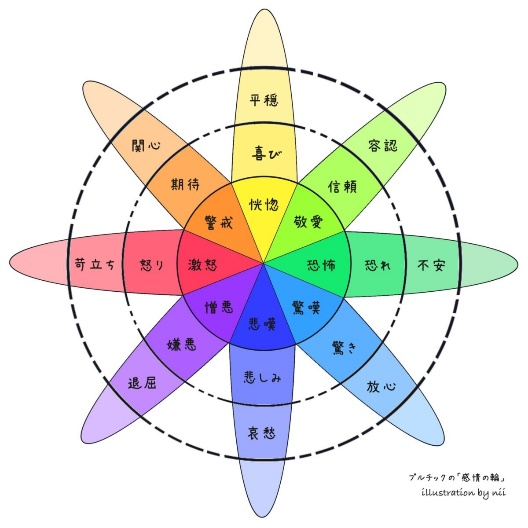 平穏
関心
容認
喜び
期待
信頼
恍惚
警戒
敬愛
苛立ち
怒り
激怒
恐怖
恐れ
不安
憎悪
驚嘆
悲嘆
嫌悪
驚き
退屈
悲しみ
放心
哀愁
プルチックの「感情の輪」
illustration by nii